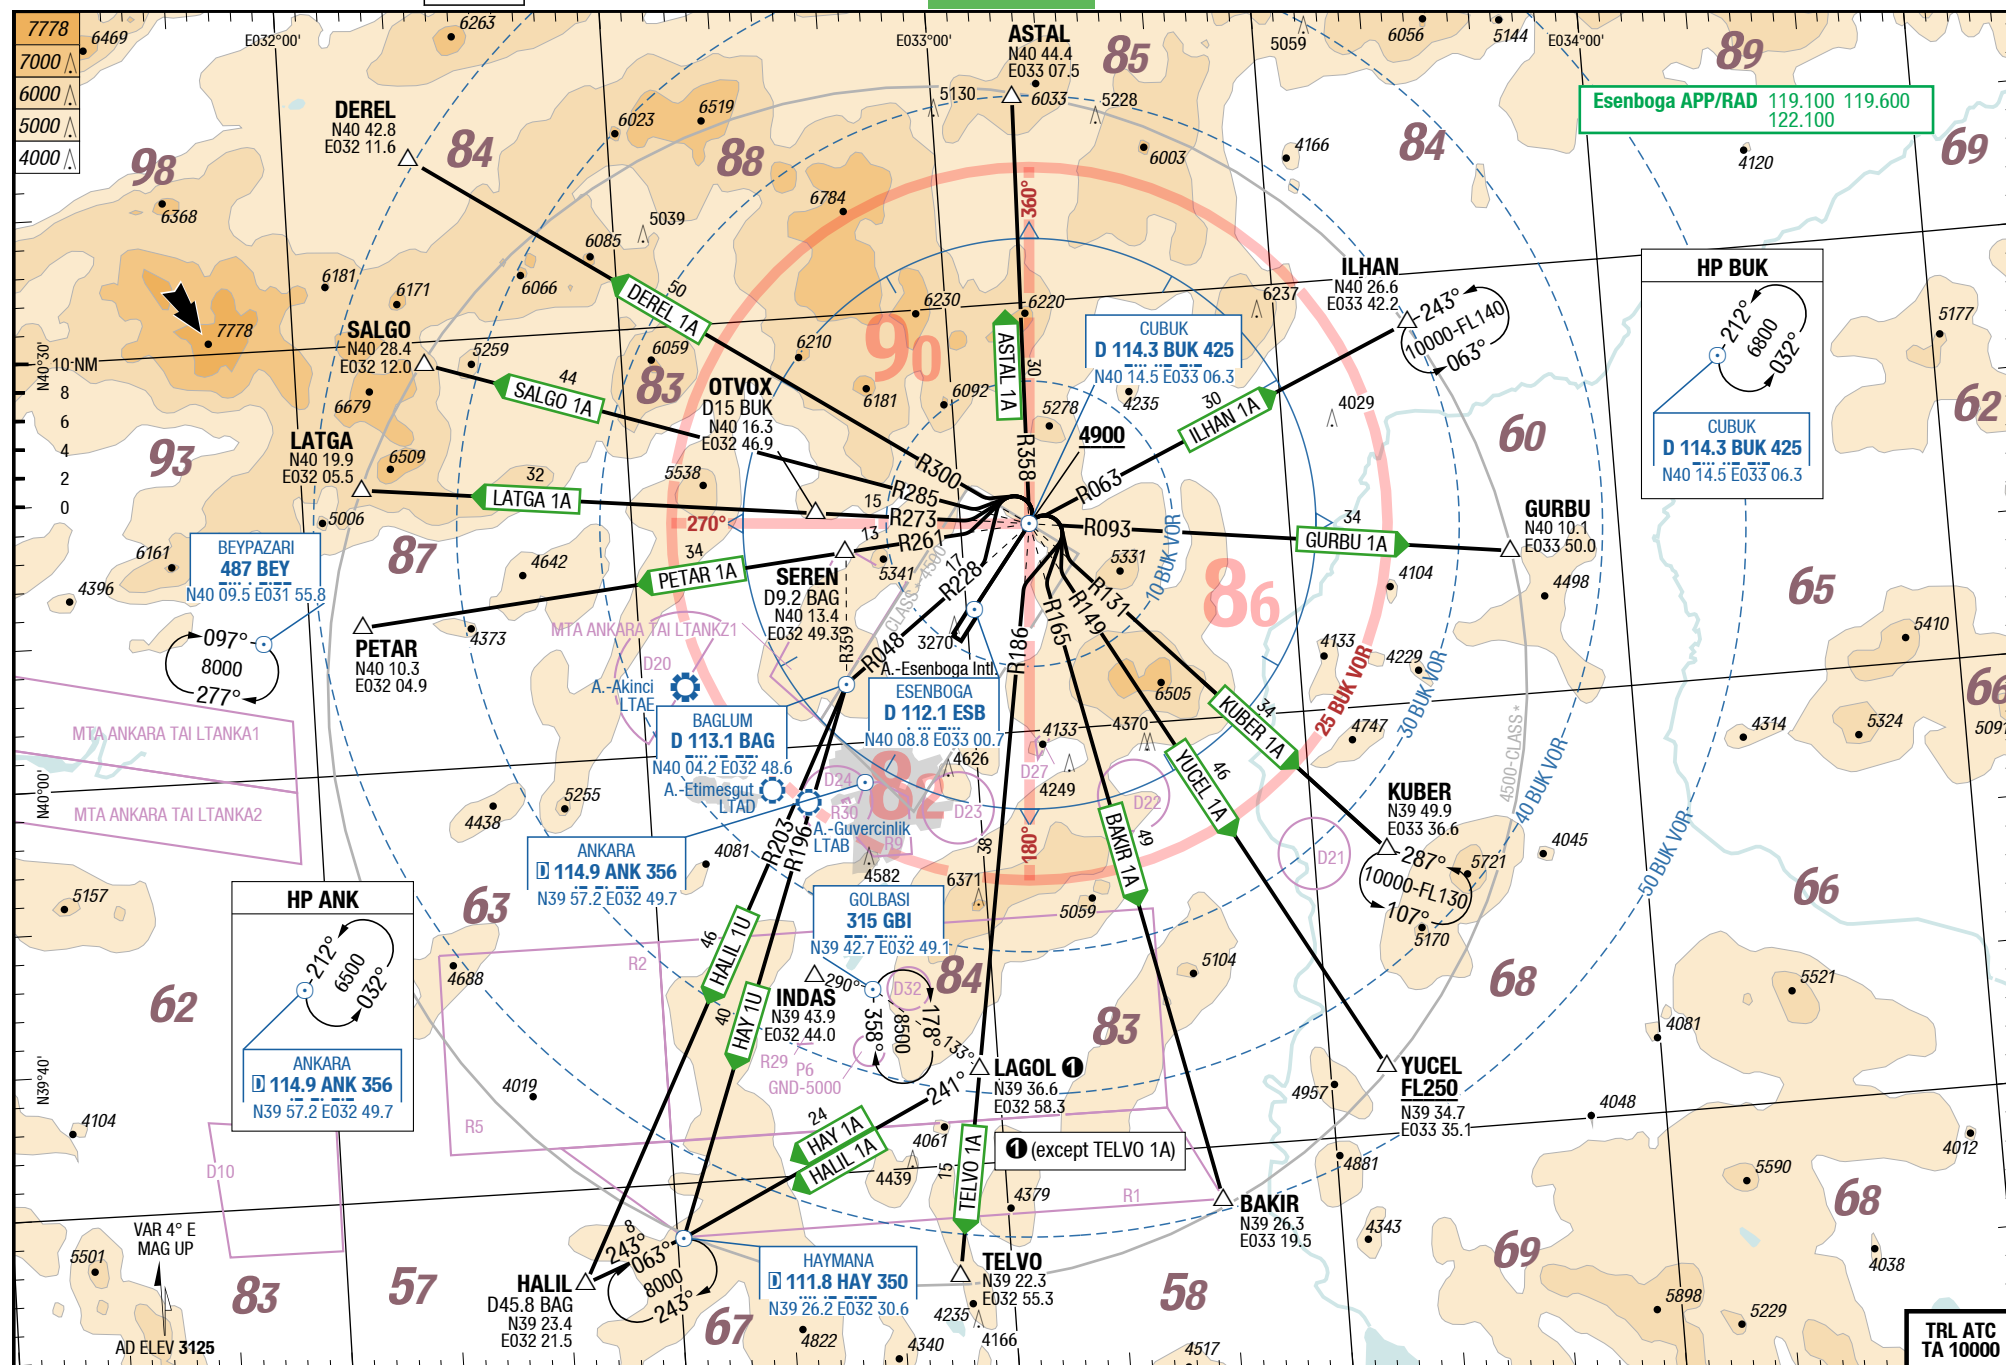 7778
7000
6000
5000
4000
6469
E032°00'
6263
E033°00'
ASTAL
N40 44.4
E033 07.5
85
5059
6056
5144
E034°00'
89
Esenboga APP/RAD 119.100 119.600
122.100
DEREL
N40 42.8
E032 11.6
84
6023
6519
5130
6033
5228
98
88
6003
4166
84
4120
69
6368
5039
6784
360°
6085
6181
6171
6066
50
DEREL 1A
6230
6220
6237
ILHAN
N40 26.6
E033 42.2
243°
10000-FL140
063°
HP BUK
212°
6800
032°
5177
CUBUK
D 114.3 BUK 425
N40 14.5 E033 06.3
7778
SALGO
N40 28.4
E032 12.0
N40°30'
10 NM
8
6
4
2
0
5259
6059
6210
90
ASTAL 1A
30
CUBUK
D 114.3 BUK 425
N40 14.5 E033 06.3
44
SALGO 1A
83
OTVOX
D15 BUK
N40 16.3
E032 46.9
6181
6092
4235
30
ILHAN 1A
4029
62
6679
5278
4900
60
93
LATGA
N40 19.9
E032 05.5
6509
32
LATGA 1A
5538
R300
R285
R358
R063
15
R273
270°
13
R261
R093
34
GURBU 1A
GURBU
N40 10.1
E033 50.0
5006
6161
87
4642
34
PETAR 1A
5341
17
R228
CLASS * 4500
5331
10 BUK VOR
86
4104
4498
65
BEYPAZARI
487 BEY
N40 09.5 E031 55.8
4396
097°
8000
277°
PETAR
N40 10.3
E032 04.9
4373
SEREN
D9.2 BAG
N40 13.4
E032 49.3
MTA ANKARA TAI LTANKZ1
D20
R359
R048
3270
A.-Esenboga Intl.
R186
R165
R149
R131
4133
4229
5410
A.-Akinci
LTAE
ESENBOGA
D 112.1 ESB
N40 08.8 E033 00.7
6505
KUBER 1A
34
25 BUK VOR
30 BUK VOR
66
BAGLUM
D 113.1 BAG
N40 04.2 E032 48.6
4133
4370
4747
4314
5324
5091
MTA ANKARA TAI LTANKA1
MTA ANKARA TAI LTANKA2
N40°00'
4626
D27
4249
46
YUCEL 1A
4500-CLASS *
40 BUK VOR
A.-Etimesgut
LTAD
D24
R30
82
D23
D22
KUBER
N39 49.9
E033 36.6
287°
10000-FL130
107°
4438
5255
A.-Guvercinlik
LTAB
R9
180°
BAKIR 1A
49
D21
5721
4045
50 BUK VOR
ANKARA
D 114.9 ANK 356
N39 57.2 E032 49.7
4081
R203
R196
4582
38
6371
5059
5170
66
5157
HP ANK
212°
6500
032°
ANKARA
D 114.9 ANK 356
N39 57.2 E032 49.7
63
GOLBASI
315 GBI
N39 42.7 E032 49.1
46
HALIL 1U
4688
R2
84
5104
68
5521
62
40
HAY 1U
INDAS
N39 43.9
E032 44.0
290°
D32
358°
8500
178°
83
4081
N39°40'
R29
P6
GND-5000
133°
241°
LAGOL ❶
N39 36.6
E032 58.3
YUCEL
FL250
N39 34.7
E033 35.1
4957
4048
4019
4104
R5
24
HAY 1A
HALIL 1A
4061
4439
15
TELVO 1A
❶ (except TELVO 1A)
4881
4012
D10
4379
R1
BAKIR
N39 26.3
E033 19.5
5590
68
VAR 4° E
MAG UP
5501
83
57
8
243°
063°
8000
243°
HALIL
D45.8 BAG
N39 23.4
E032 21.5
HAYMANA
D 111.8 HAY 350
N39 26.2 E032 30.6
TELVO
N39 22.3
E032 55.3
4343
69
4038
58
67
4235
4166
5898
5229
AD ELEV 3125
4822
4340
4517
TRL ATC
TA 10000